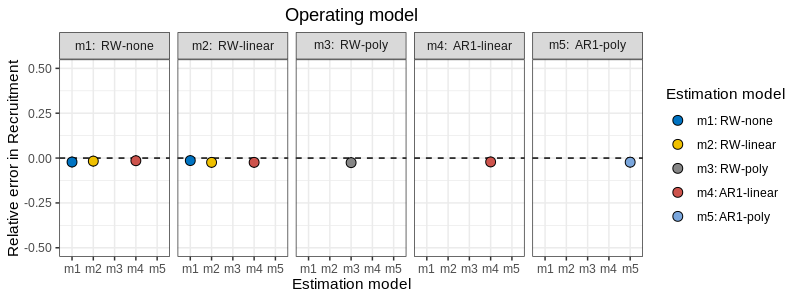 Operating model
m1: RW-none
m2: RW-linear
m3: RW-poly
m4: AR1-linear
m5: AR1-poly
Relative error in Recruitment
0.50
0.25
0.00
-0.25
-0.50
m1 m2 m3 m4 m5
m1 m2 m3 m4 m5
m1 m2 m3 m4 m5
m1 m2 m3 m4 m5
m1 m2 m3 m4 m5
Estimation model
Estimation model
m1: RW-none
m2: RW-linear
m3: RW-poly
m4: AR1-linear
m5: AR1-poly